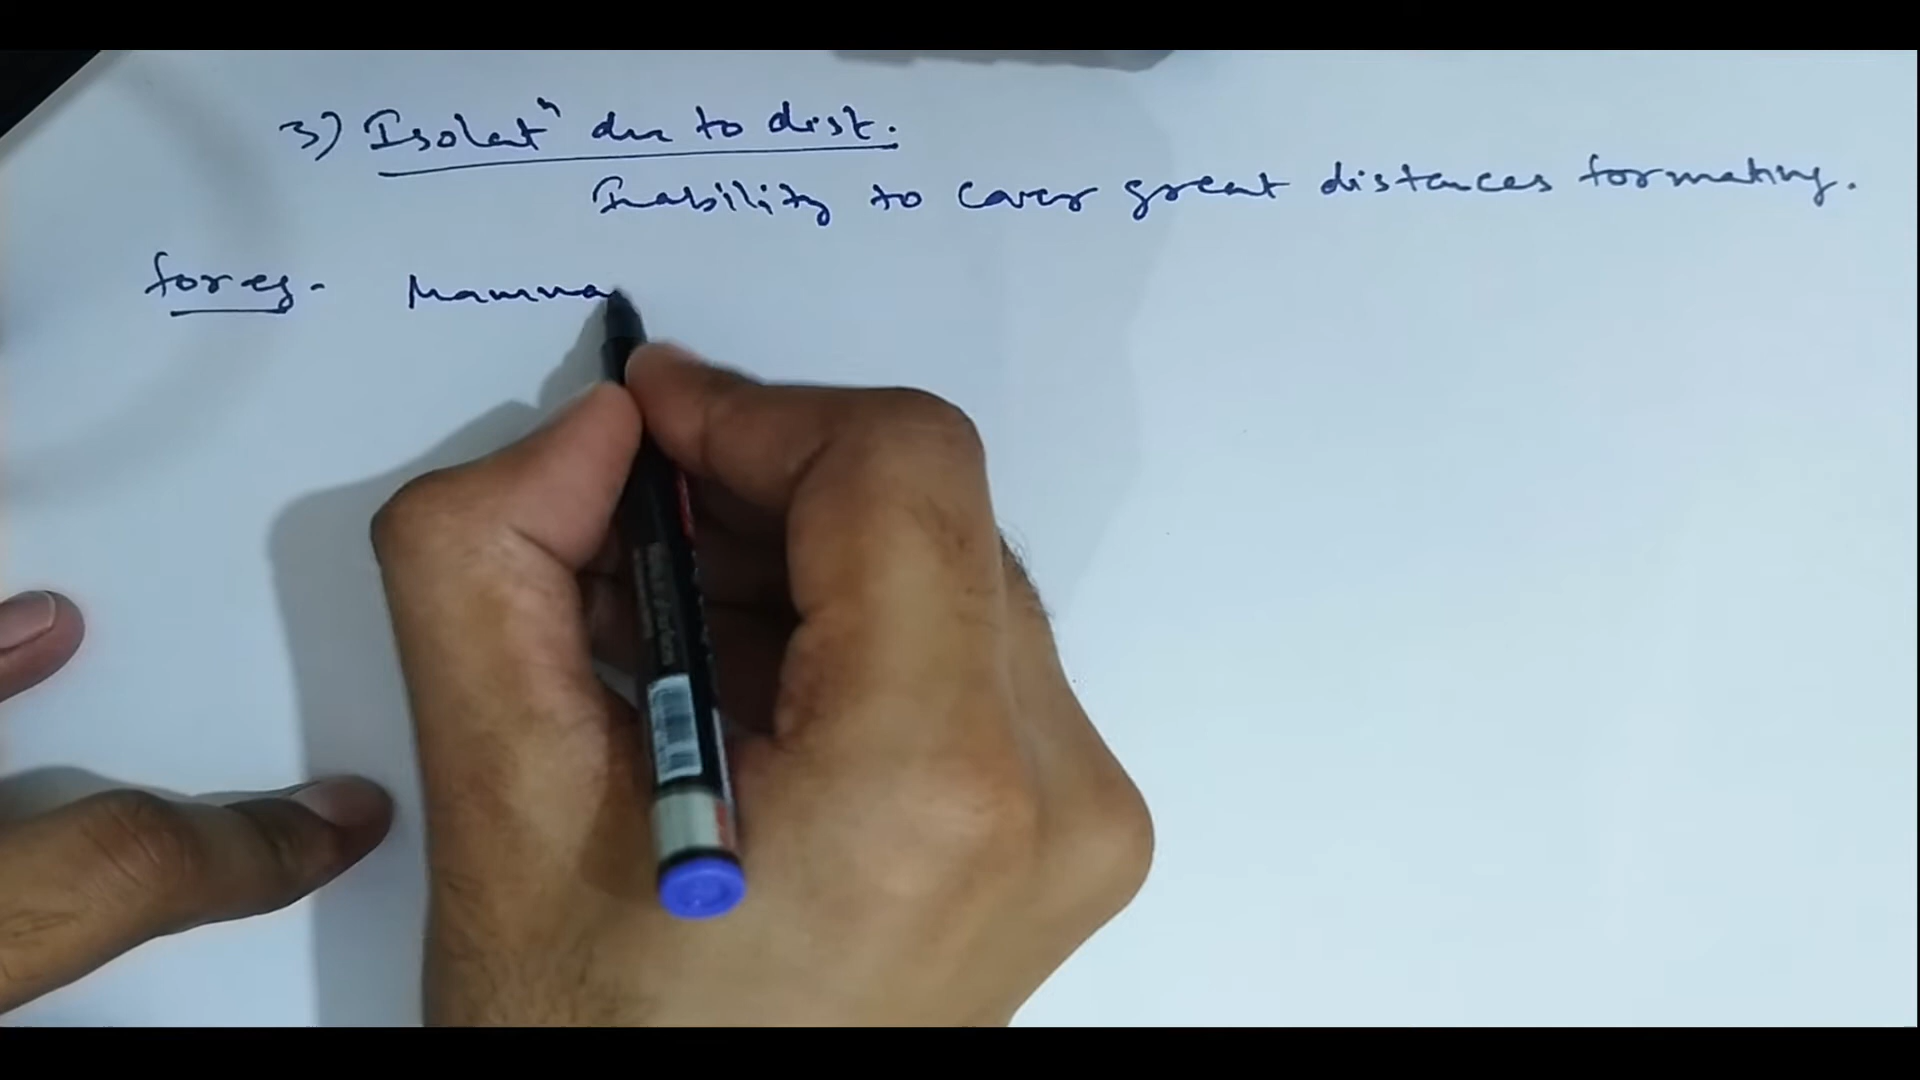 3) Isolatⁿ due to dist.
Inability to cover great distances for mating.
for eg. Mamma